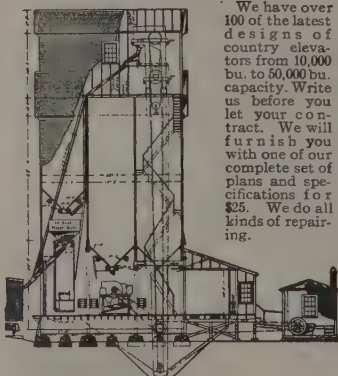 We have over
100 of the latest
designs of
country eleva-
tors from 10,000
bu. to 50,000 bu.
capacity. Write
us before you
let your con-
tract. We will
furnish you
with one of our
complete set of
plans and spe-
cifications for
$25. We do all
kinds of repair-
ing.